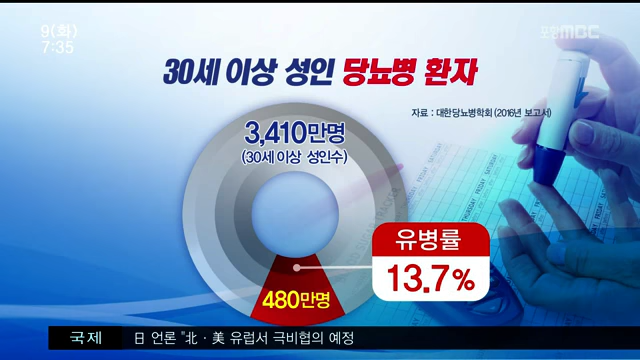 9(화)
7:35
포항MBC
30세 이상 성인 당뇨병 환자
자료 : 대한당뇨병학회(2016년 보고서)
3,410만명
(30세 이상 성인수)
유병률
13.7%
480만명
국제 日 언론 "北·美 유럽서 극비협의 예정